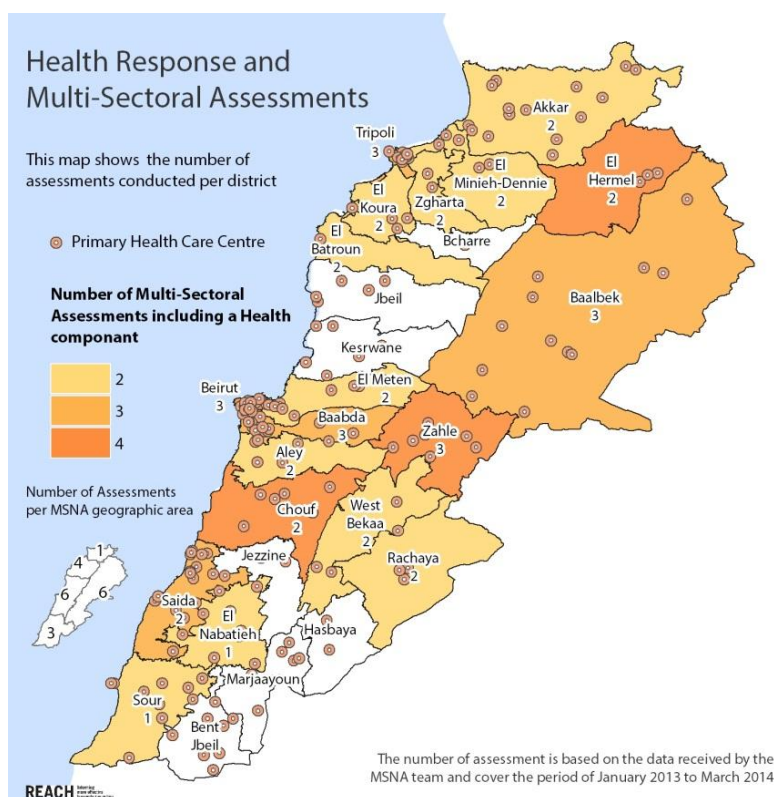 Health Response and
Multi-Sectoral Assessments
This map shows the number of
assessments conducted per district
Primary Health Care Centre
Number of Multi-Sectoral
Assessments including a Health
componant
2
3
4
Number of Assessments
per MSNA geographic area
1
4
6
6
3
Akkar
2
Tripoli
3
El
Hermel
2
El
Minieh-Dennie
2
El
Koura
2
Zgharta
2
El
Batroun
2
Bcharre
Jbeil
Baalbek
3
Kesrwane
El Meten
2
Beirut
3
Baabda
3
Zahle
3
Aley
2
Chouf
2
West
Bekaa
2
Rachaya
2
Jezzine
Saida
2
El
Nabatieh
1
Hasbaya
Marjaayoun
Sour
1
Bent
Jbeil
The number of assessment is based on the data received by the
MSNA team and cover the period of January 2013 to March 2014
REACH